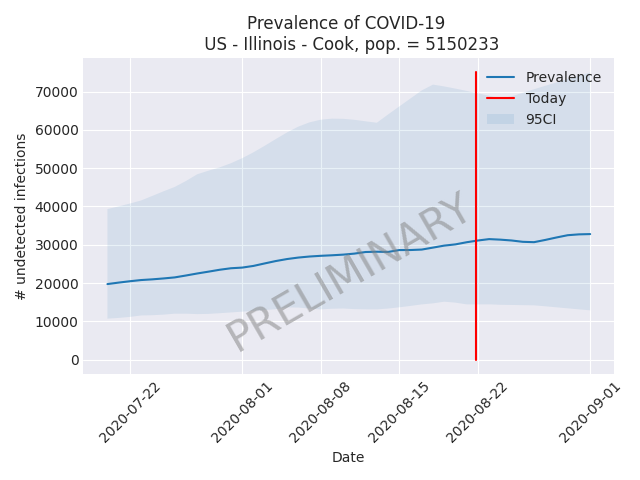 Prevalence of COVID-19
US - Illinois - Cook, pop. = 5150233
Prevalence
Today
95CI
# undetected infections
70000
60000
50000
40000
30000
20000
10000
0
PRELIMINARY
2020-07-22
2020-08-01
2020-08-08
2020-08-15
2020-08-22
2020-09-01
Date